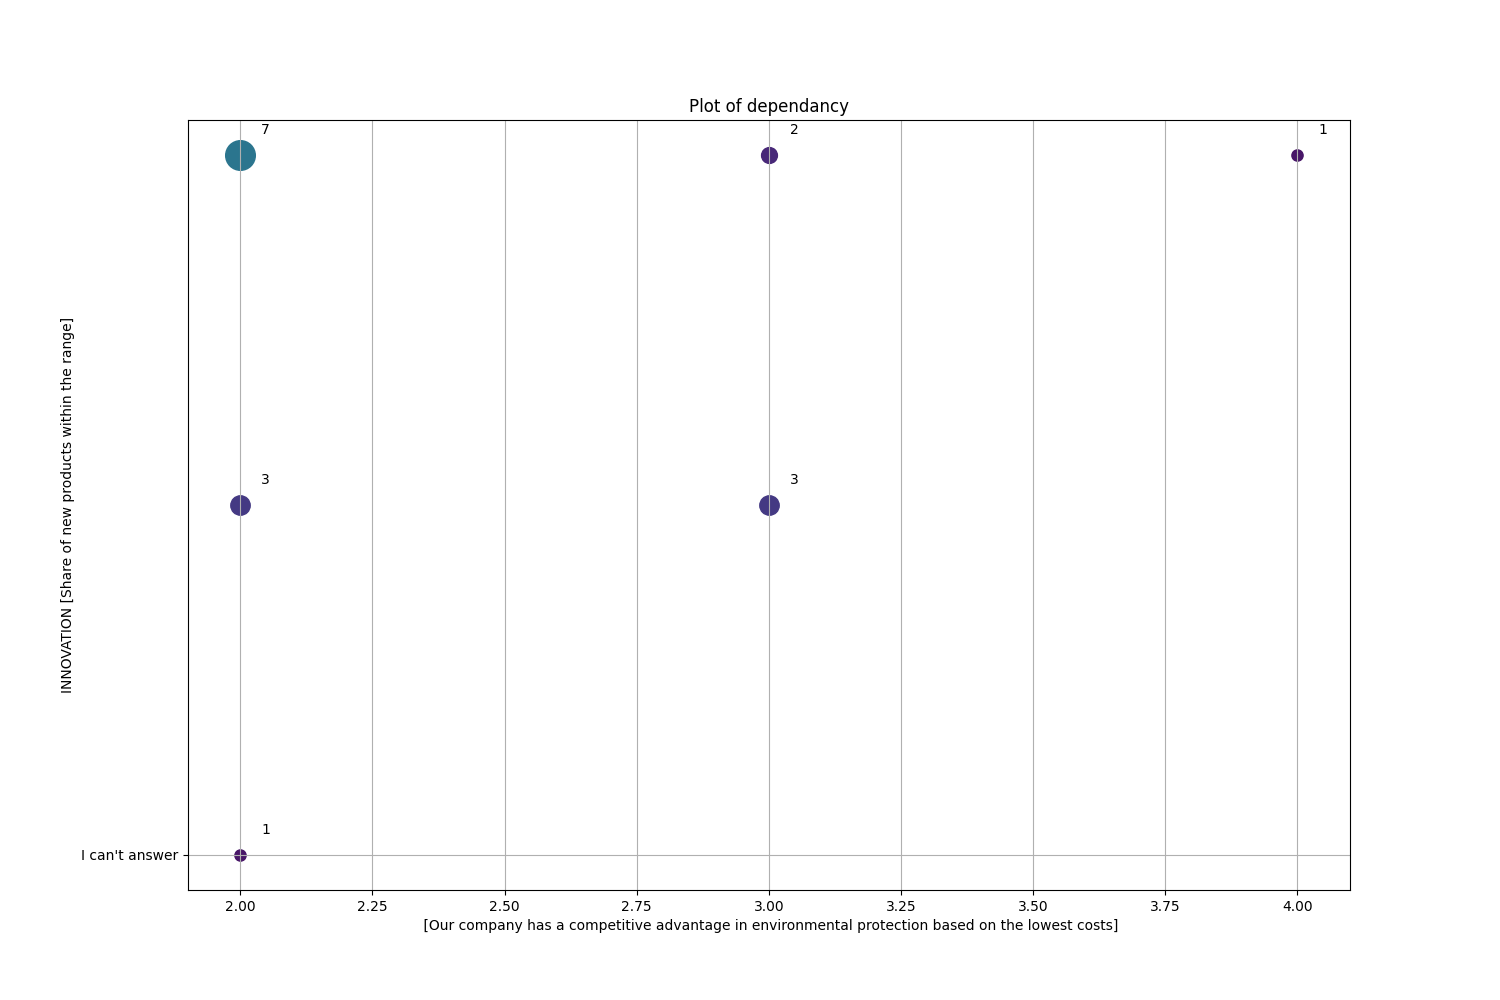 Plot of dependancy
7
2
1
3
3
1
INNOVATION [Share of new products within the range]
I can't answer
2.00 2.25 2.50 2.75 3.00 3.25 3.50 3.75 4.00
[Our company has a competitive advantage in environmental protection based on the lowest costs]